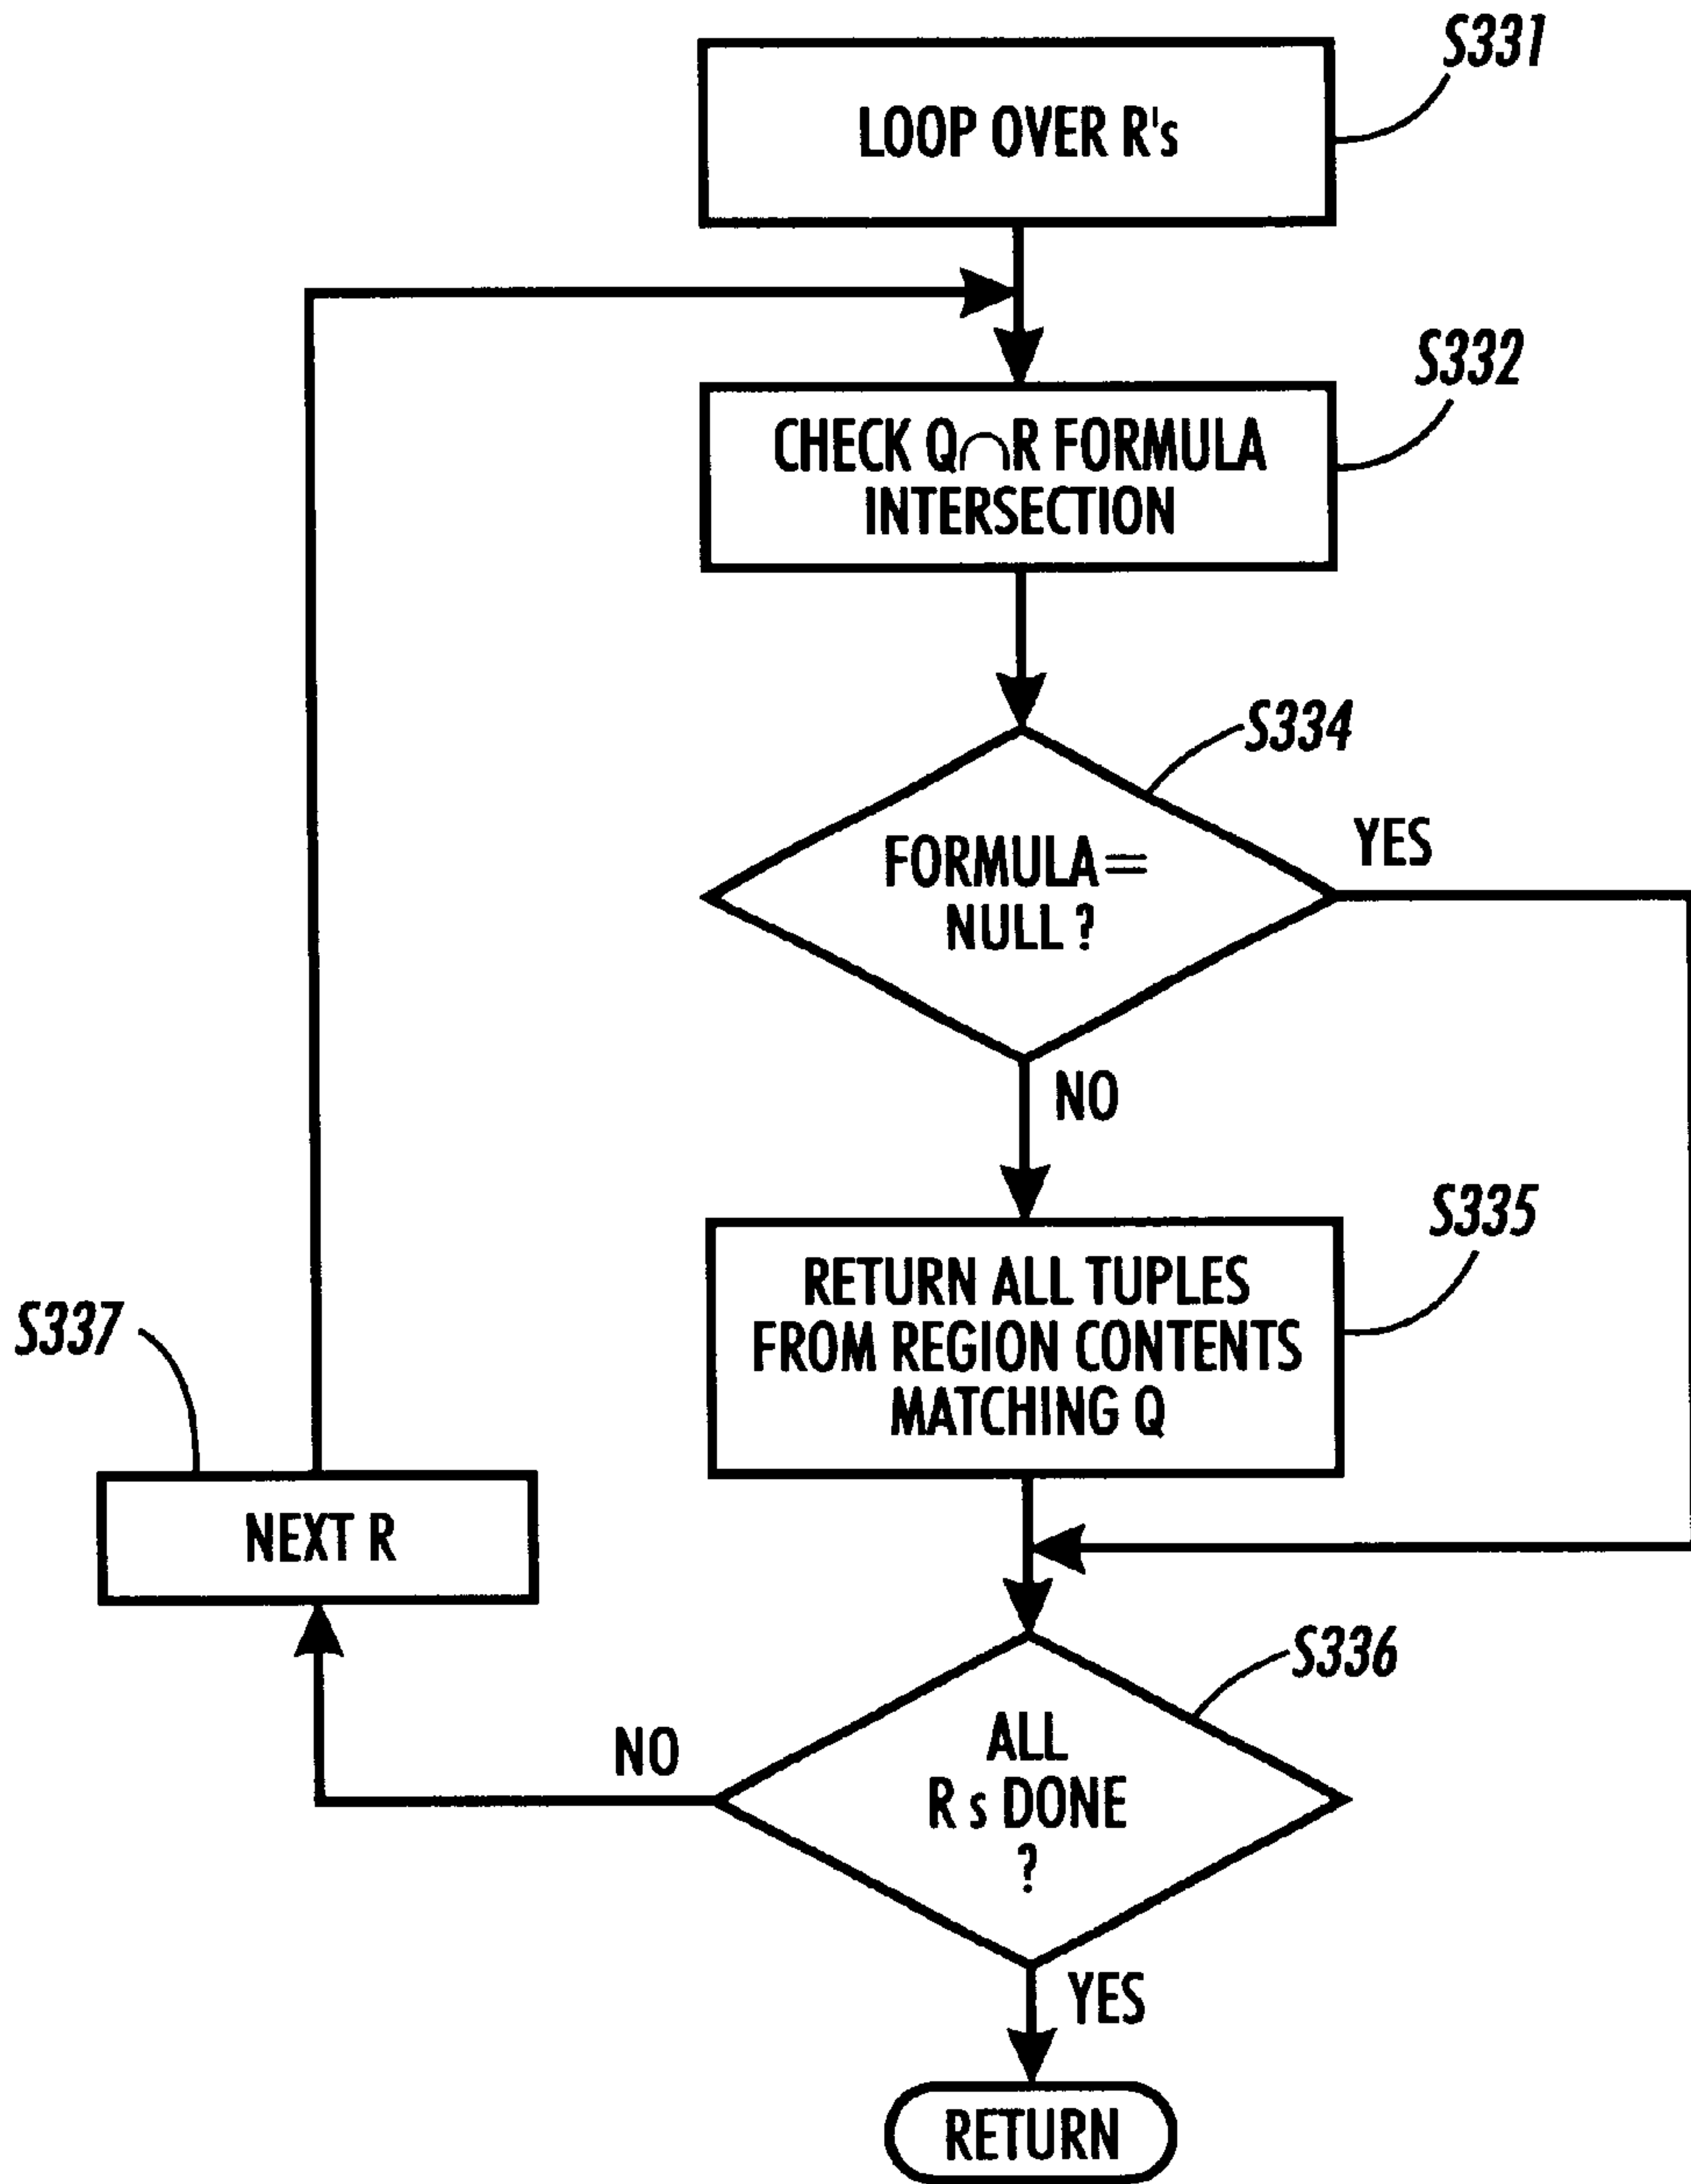 S331
LOOP OVER R's
S332
CHECK Q∩R FORMULA
INTERSECTION
S334
FORMULA=
NULL ?
YES
NO
S335
RETURN ALL TUPLES
FROM REGION CONTENTS
MATCHING Q
S337
NEXT R
S336
ALL
R s DONE
?
NO
YES
RETURN